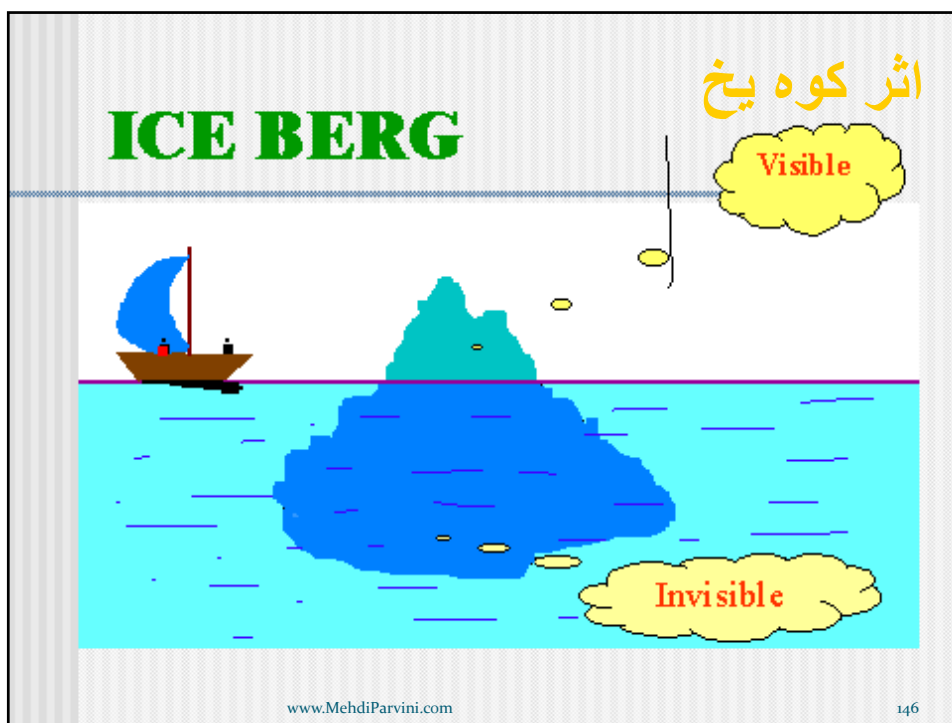 اثر کوه یخ
ICE BERG
Visible
Invisible
www.MehdiParvini.com
146